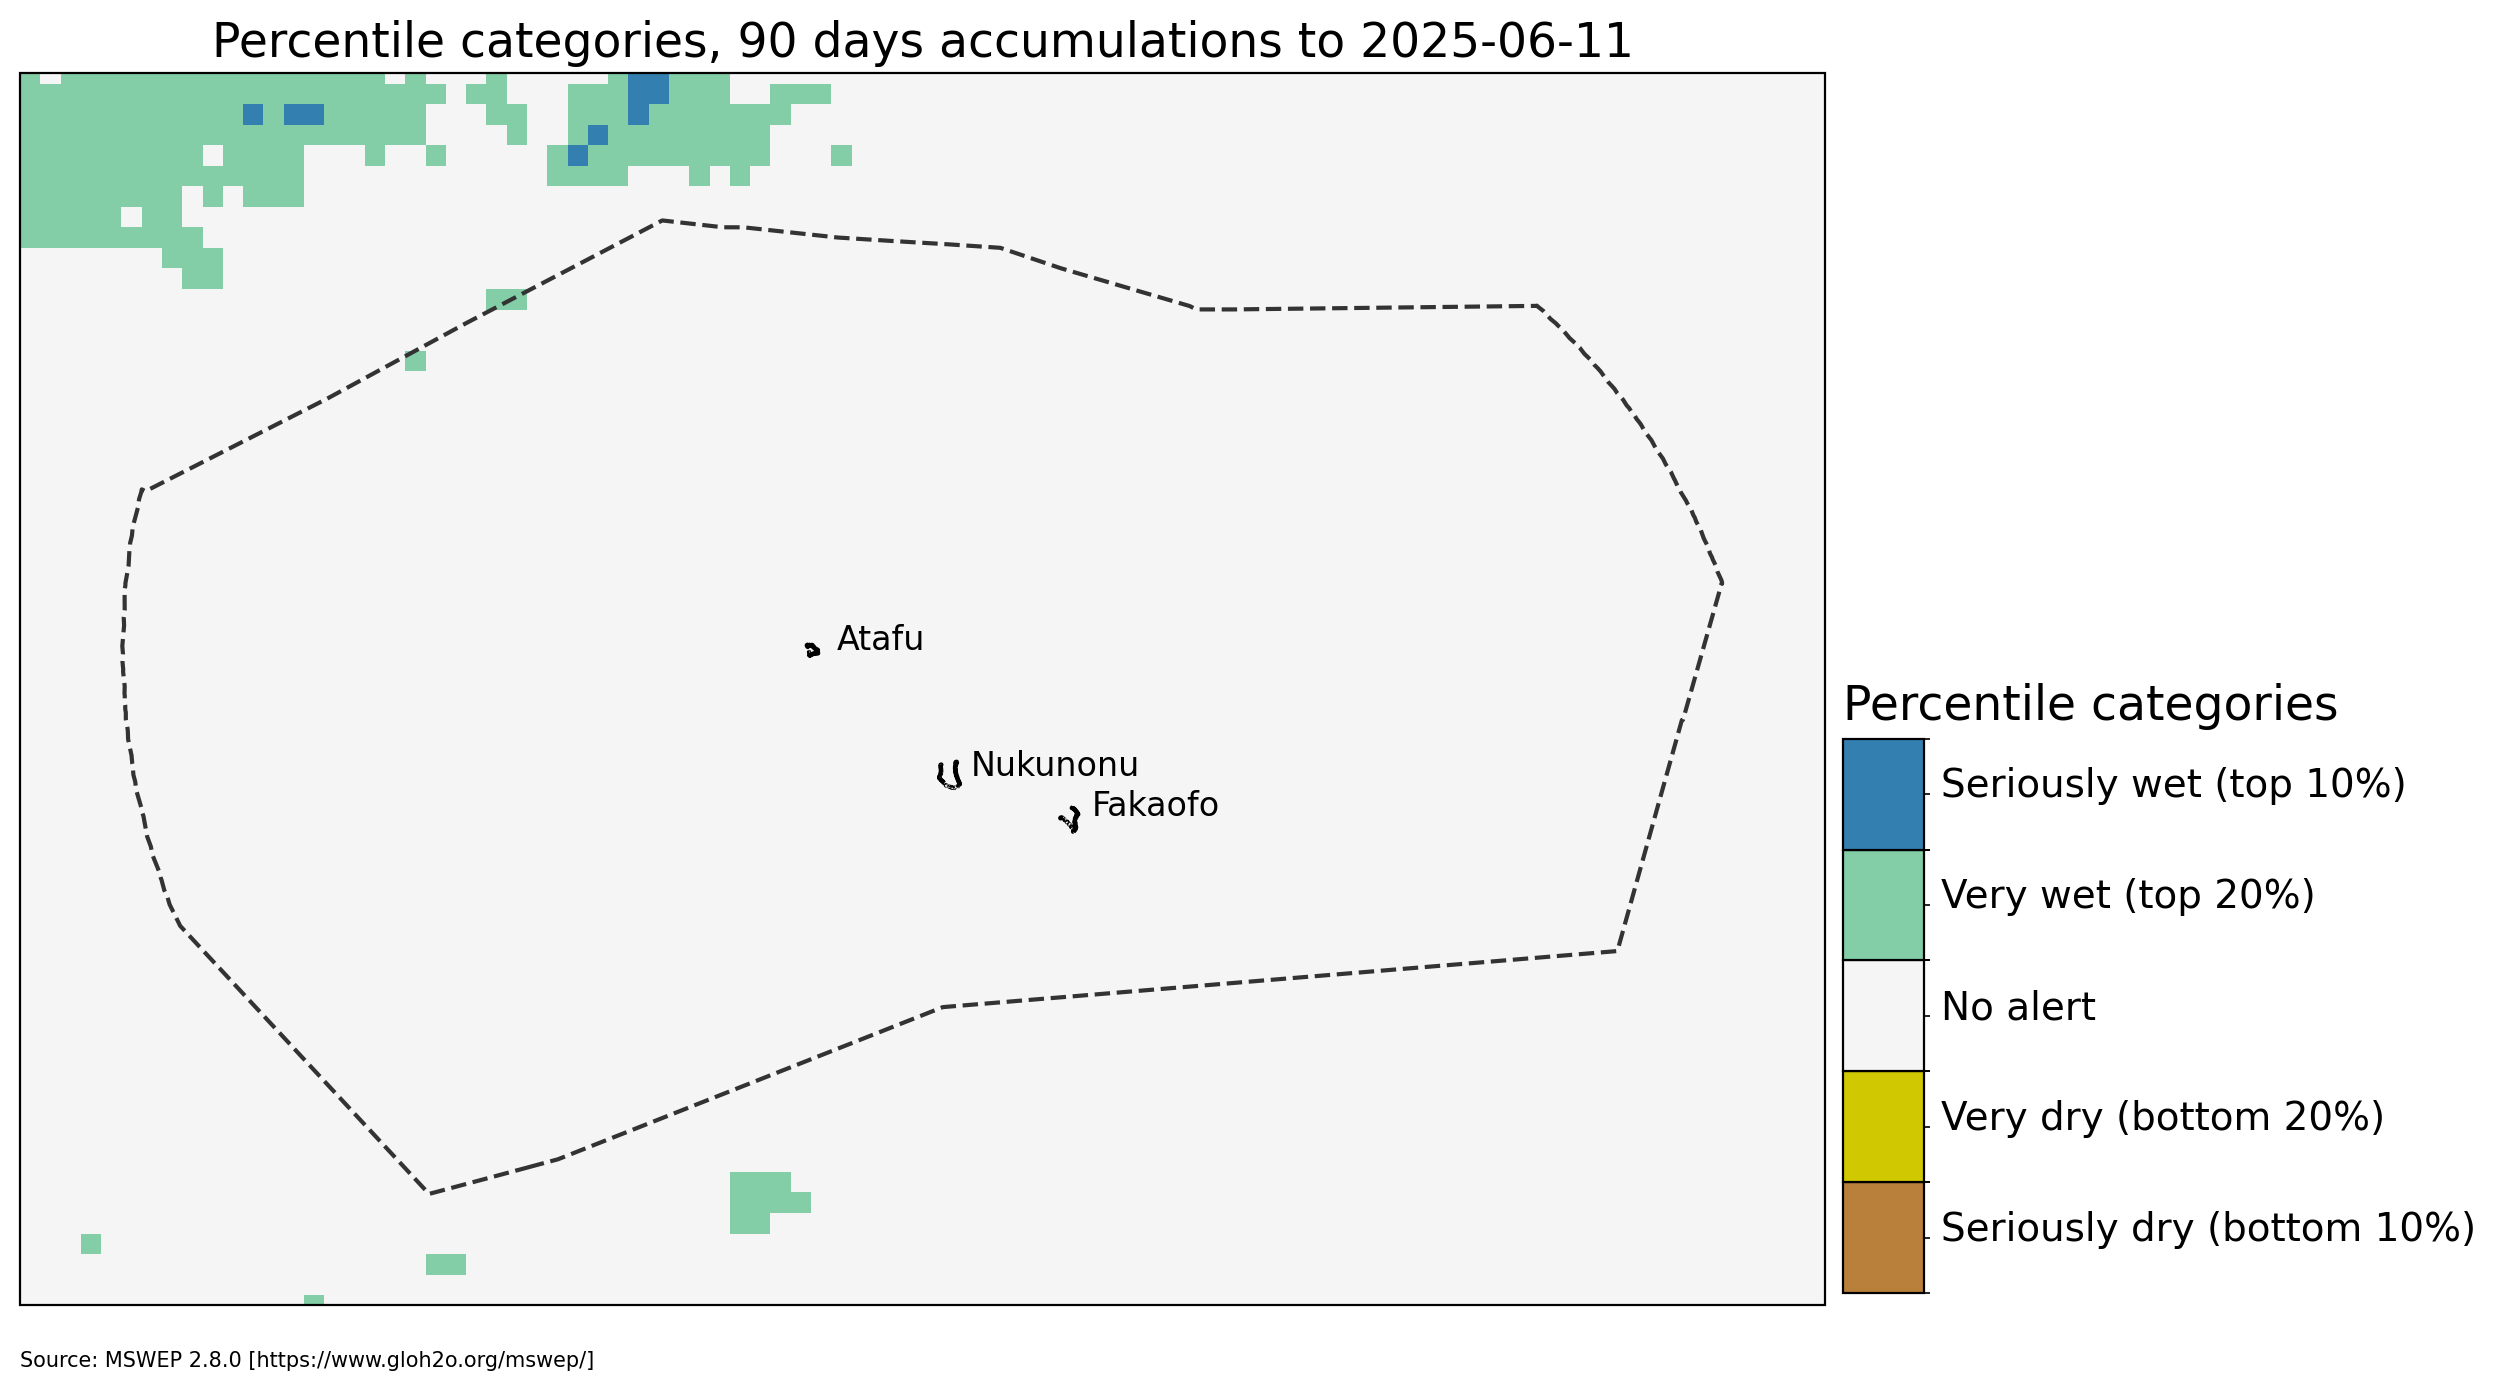 Percentile categories, 90 days accumulations to 2025-06-11
Atafu
Nukunonu
Fakaofo
Percentile categories
Seriously wet (top 10%)
Very wet (top 20%)
No alert
Very dry (bottom 20%)
Seriously dry (bottom 10%)
Source: MSWEP 2.8.0 [https://www.gloh2o.org/mswep/]